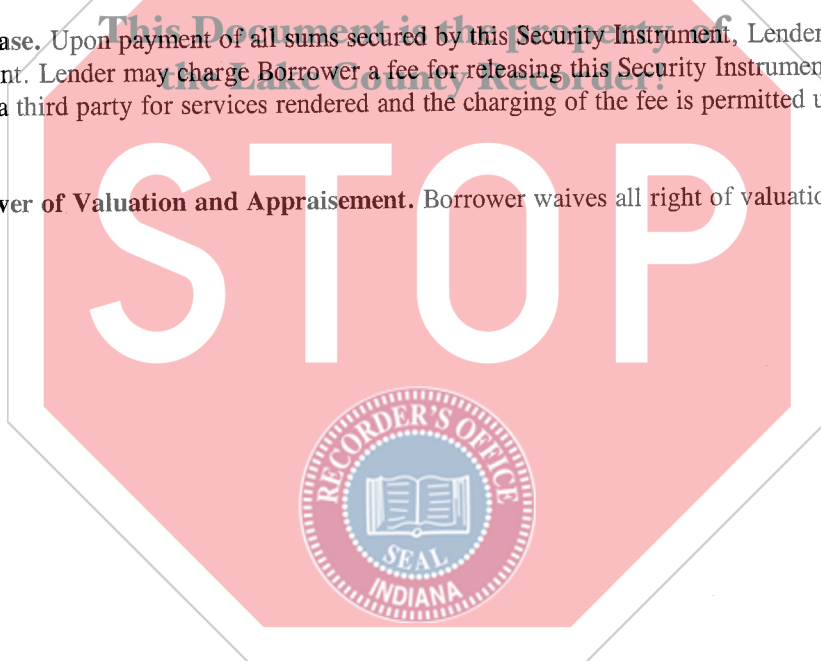 This Document is the property of
ase. Upon payment of all sums secured by this Security Instrument, Lender
the Lake County Recorder!
nt. Lender may charge Borrower a fee for releasing this Security Instrumen
a third party for services rendered and the charging of the fee is permitted u
STOP
ver of Valuation and Appraisement. Borrower waives all right of valuatio
RECORDER'S OFFICE
SEAL
INDIANA